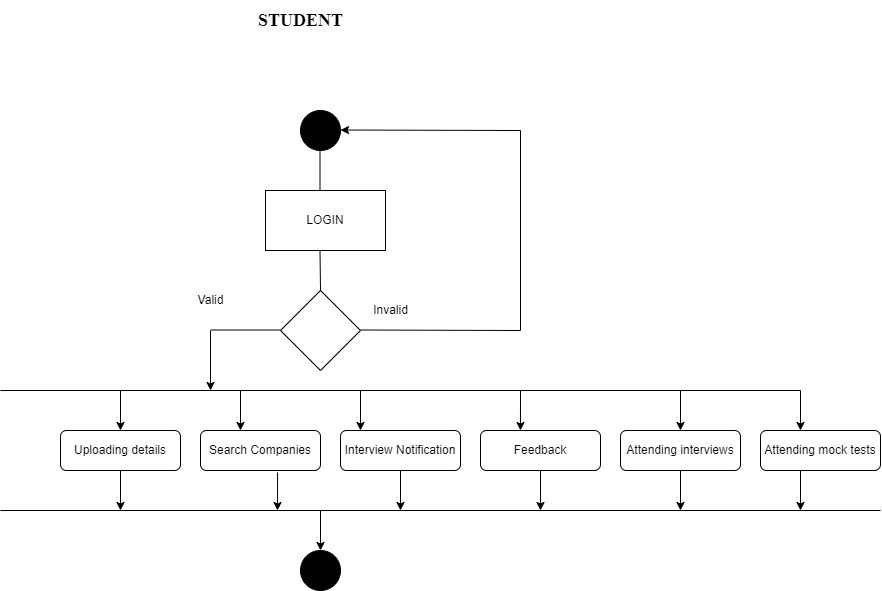 STUDENT
LOGIN
Valid
Invalid
Uploading details
Search Companies
Interview Notification
Feedback
Attending interviews
Attending mock tests